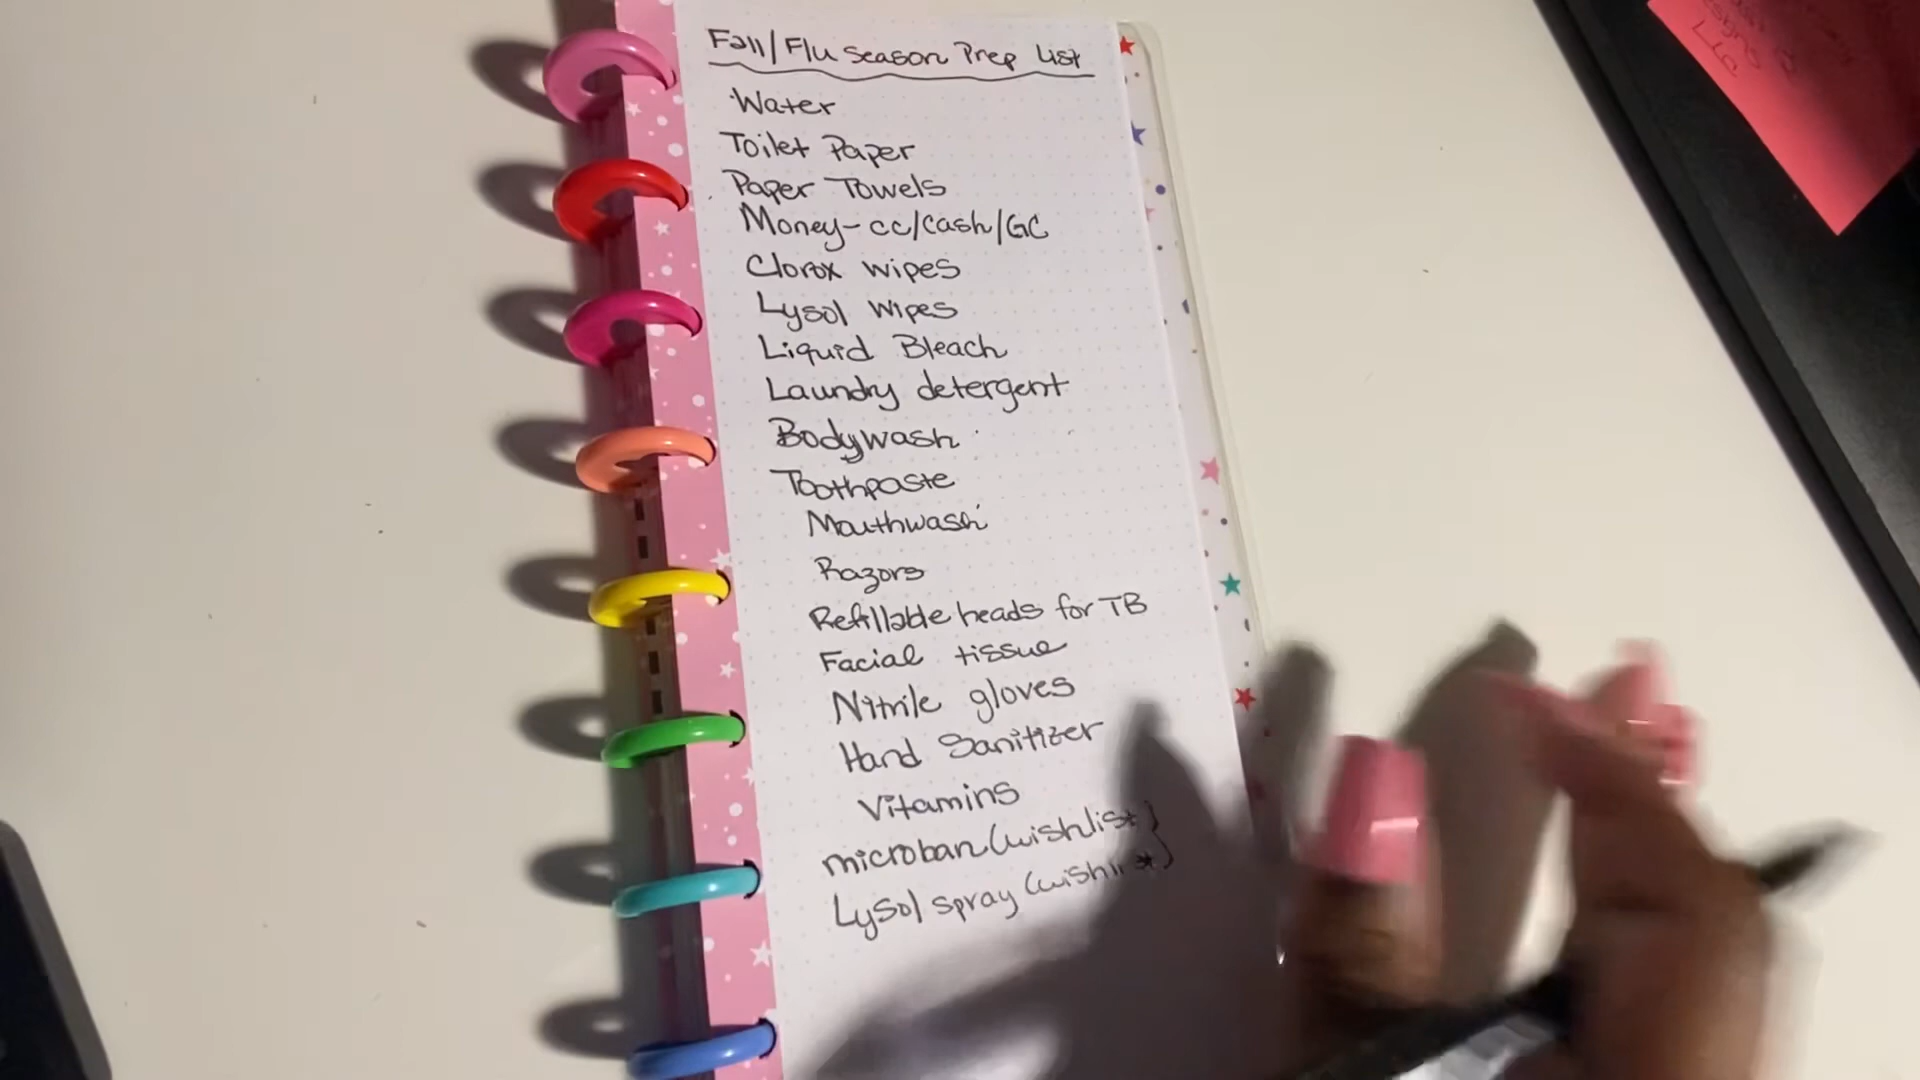 Fall/Flu Season Prep List
Water
Toilet Paper
Paper Towels
Money-cc/cash/GC
Clorox wipes
Lysol wipes
Liquid Bleach
Laundry detergent
Bodywash
Toothpaste
Mouthwash
Razors
Refillable heads for TB
Facial tissue
Nitrile gloves
Hand Sanitizer
Vitamins
microban (wishlist)
Lysol spray (wishlist)